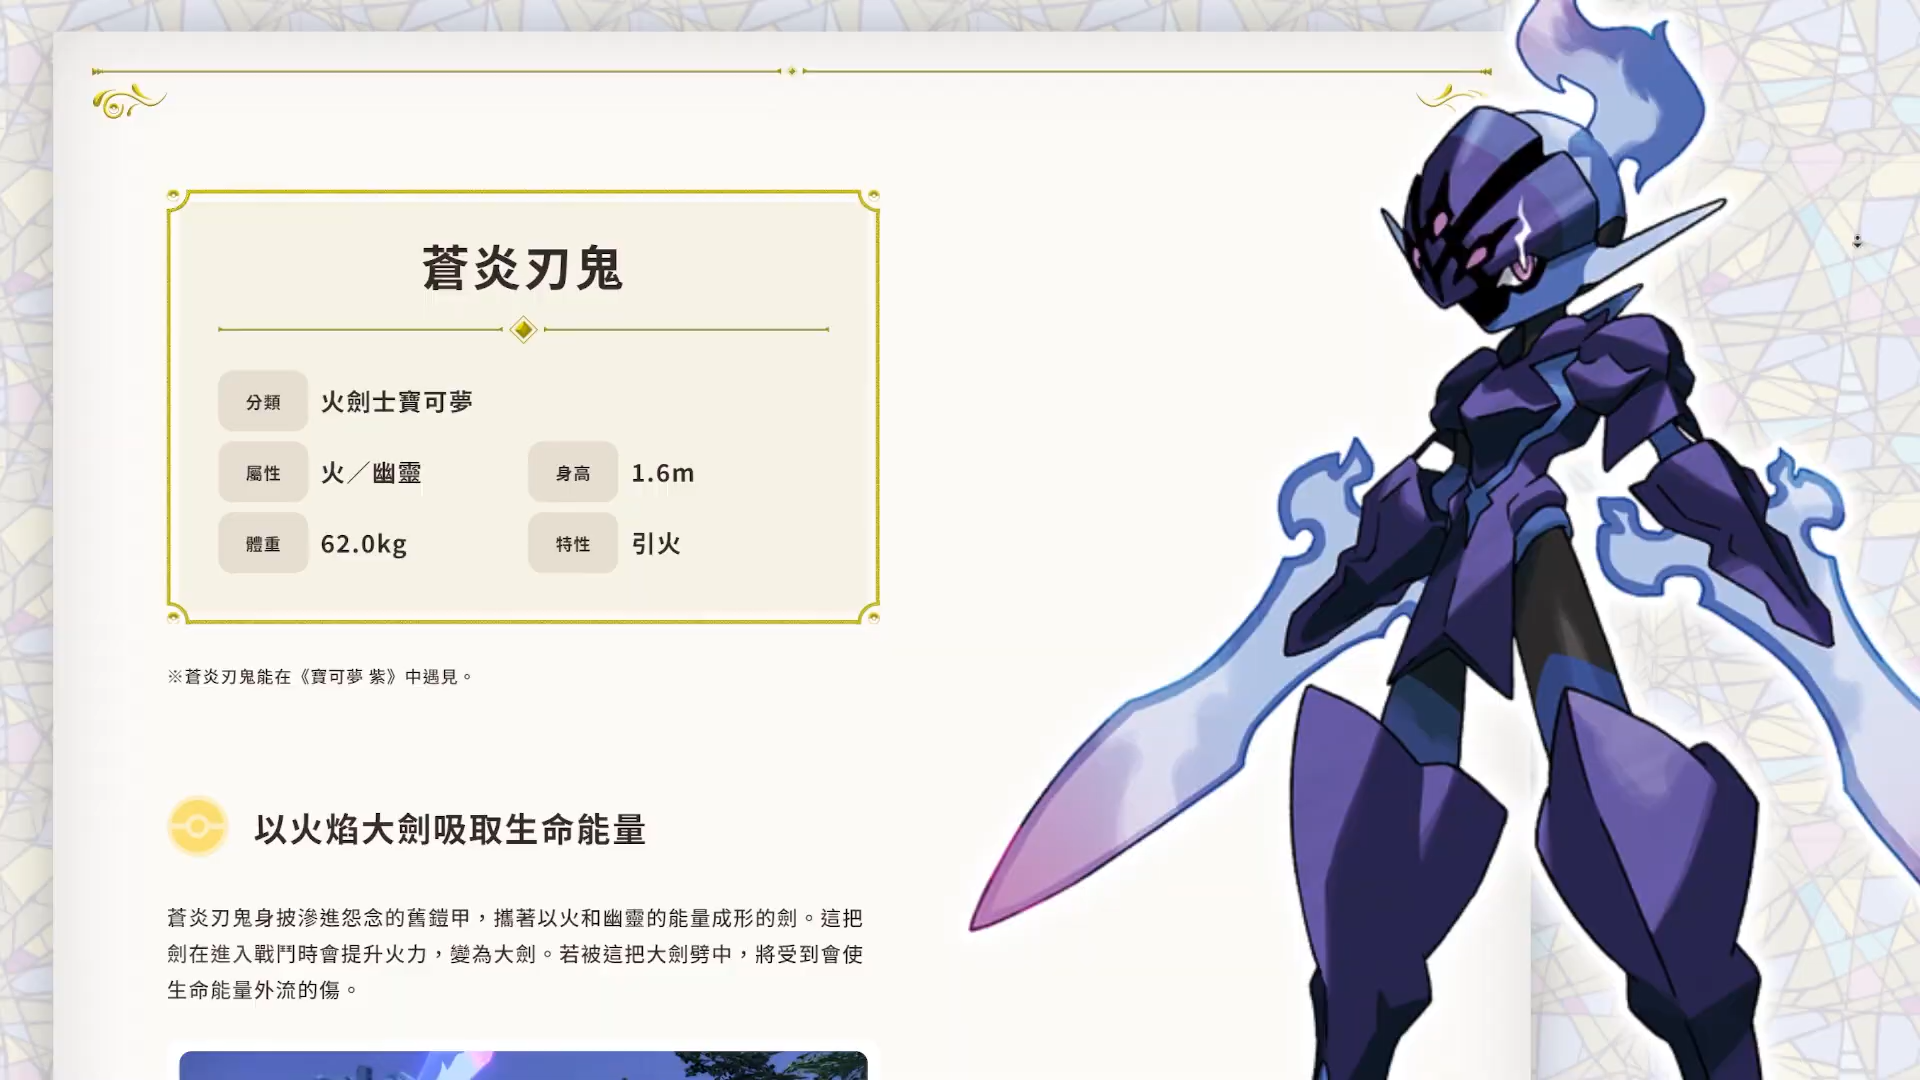 蒼炎刃鬼
分類 火劍士寶可夢
屬性 火／幽靈 身高 1.6m
體重 62.0kg 特性 引火
※蒼炎刃鬼能在《寶可夢 紫》中遇見。
以火焰大劍吸取生命能量
蒼炎刃鬼身披滲進怨念的舊鎧甲，攜著以火和幽靈的能量成形的劍。這把
劍在進入戰鬥時會提升火力，變為大劍。若被這把大劍劈中，將受到會使
生命能量外流的傷。